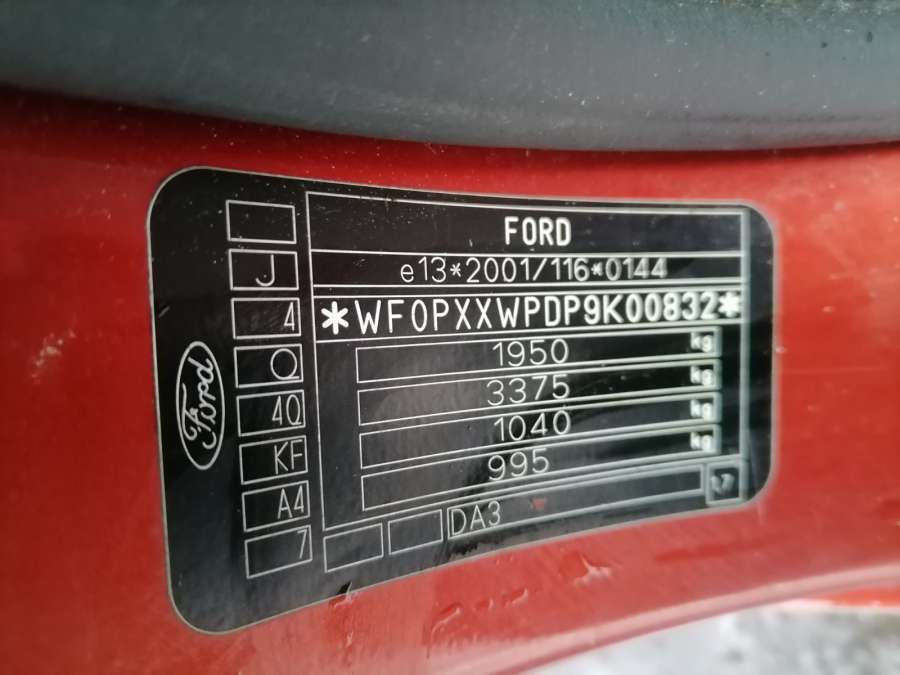 FORD
e13*2001/116*0144
*WF0PXXWPDP9K00832*
1950 kg
3375 kg
1040 kg
995 kg
DA3
J
4
Q
4Q
KF
A4
7
Ford